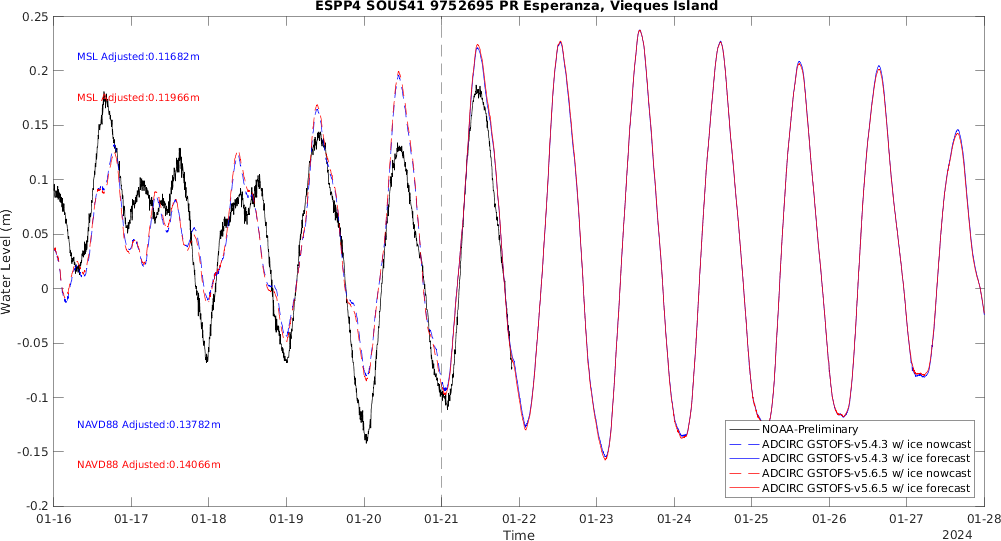 ESPP4 SOUS41 9752695 PR Esperanza, Vieques Island
0.25
0.2
0.15
0.1
0.05
0
-0.05
-0.1
-0.15
-0.2
Water Level (m)
MSL Adjusted:0.11682m
MSL Adjusted:0.11966m
NAVD88 Adjusted:0.13782m
NAVD88 Adjusted:0.14066m
NOAA-Preliminary
ADCIRC GSTOFS-v5.4.3 w/ ice nowcast
ADCIRC GSTOFS-v5.4.3 w/ ice forecast
ADCIRC GSTOFS-v5.6.5 w/ ice nowcast
ADCIRC GSTOFS-v5.6.5 w/ ice forecast
01-16 01-17 01-18 01-19 01-20 01-21 01-22 01-23 01-24 01-25 01-26 01-27 01-28
Time
2024